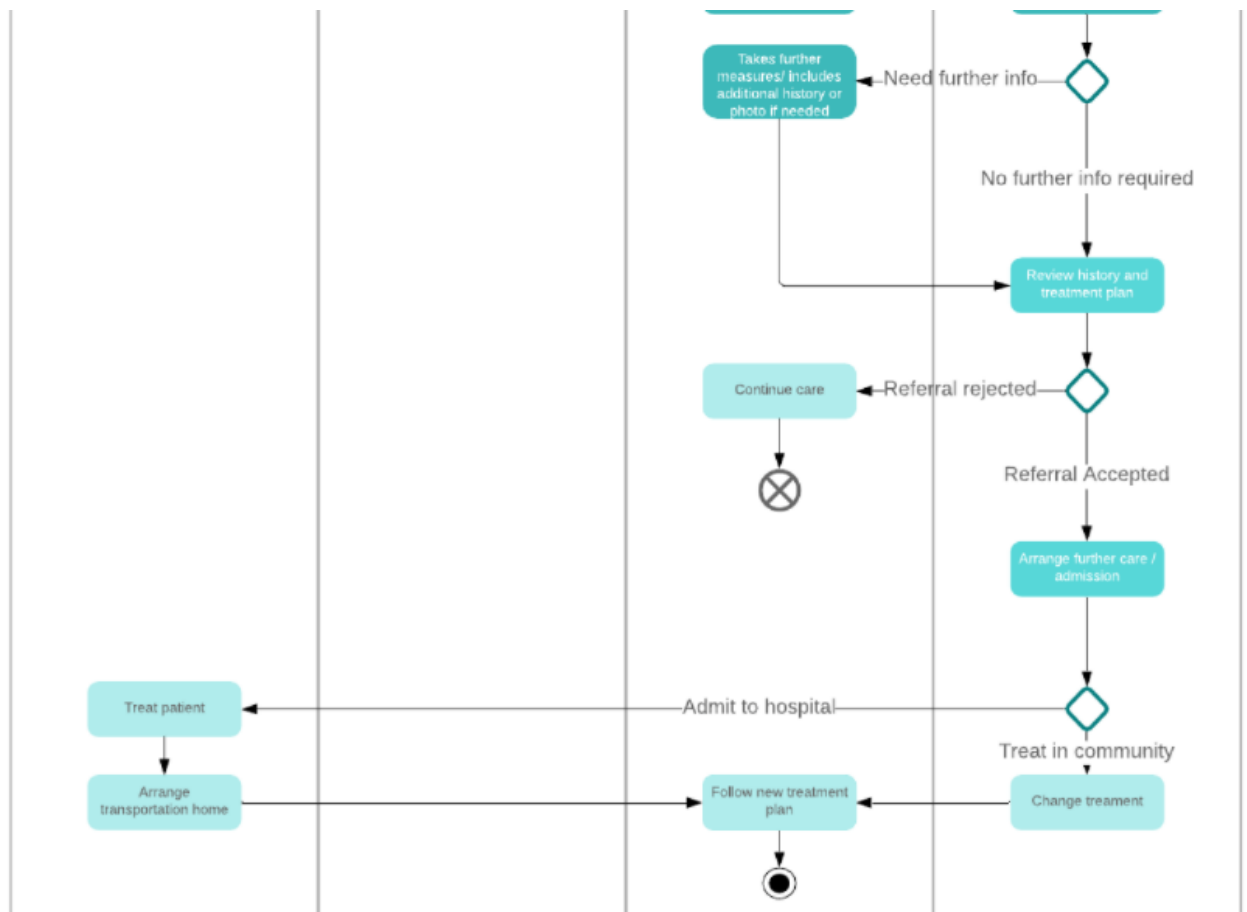 Takes further
measures/ includes
additional history or
photo if needed
Need further info
No further info required
Review history and
treatment plan
Continue care
Referral rejected
Referral Accepted
Arrange further care /
admission
Treat patient
Admit to hospital
Treat in community
Arrange
transportation home
Follow new treatment
plan
Change treament